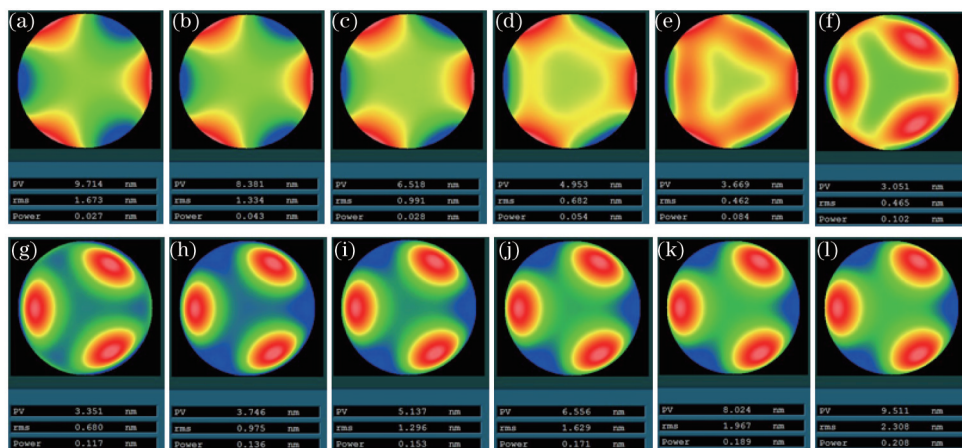 (a) (b) (c) (d) (e) (f)
PV 9.714 nm PV 8.381 nm PV 6.518 nm PV 4.953 nm PV 3.669 nm PV 3.051 nm
rms 1.673 nm rms 1.334 nm rms 0.991 nm rms 0.682 nm rms 0.462 nm rms 0.465 nm
Power 0.027 nm Power 0.043 nm Power 0.028 nm Power 0.054 nm Power 0.084 nm Power 0.102 nm
(g) (h) (i) (j) (k) (l)
PV 3.351 nm PV 3.746 nm PV 5.137 nm PV 6.556 nm PV 8.024 nm PV 9.511 nm
rms 0.680 nm rms 0.975 nm rms 1.296 nm rms 1.629 nm rms 1.967 nm rms 2.308 nm
Power 0.117 nm Power 0.136 nm Power 0.153 nm Power 0.171 nm Power 0.189 nm Power 0.208 nm